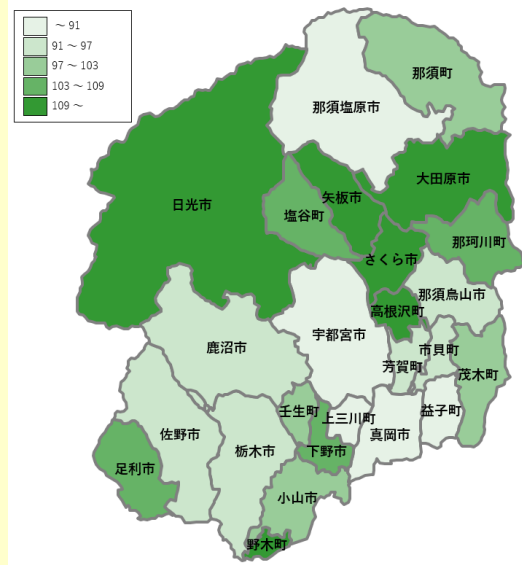 ～ 91
91 ～ 97
97 ～ 103
103 ～ 109
109 ～
那須町
那須塩原市
大田原市
矢板市
日光市
塩谷町
那珂川町
さくら市
那須烏山市
高根沢町
宇都宮市
鹿沼市
市貝町
芳賀町
茂木町
壬生町
上三川町
益子町
佐野市
真岡市
栃木市
下野市
足利市
小山市
野木町